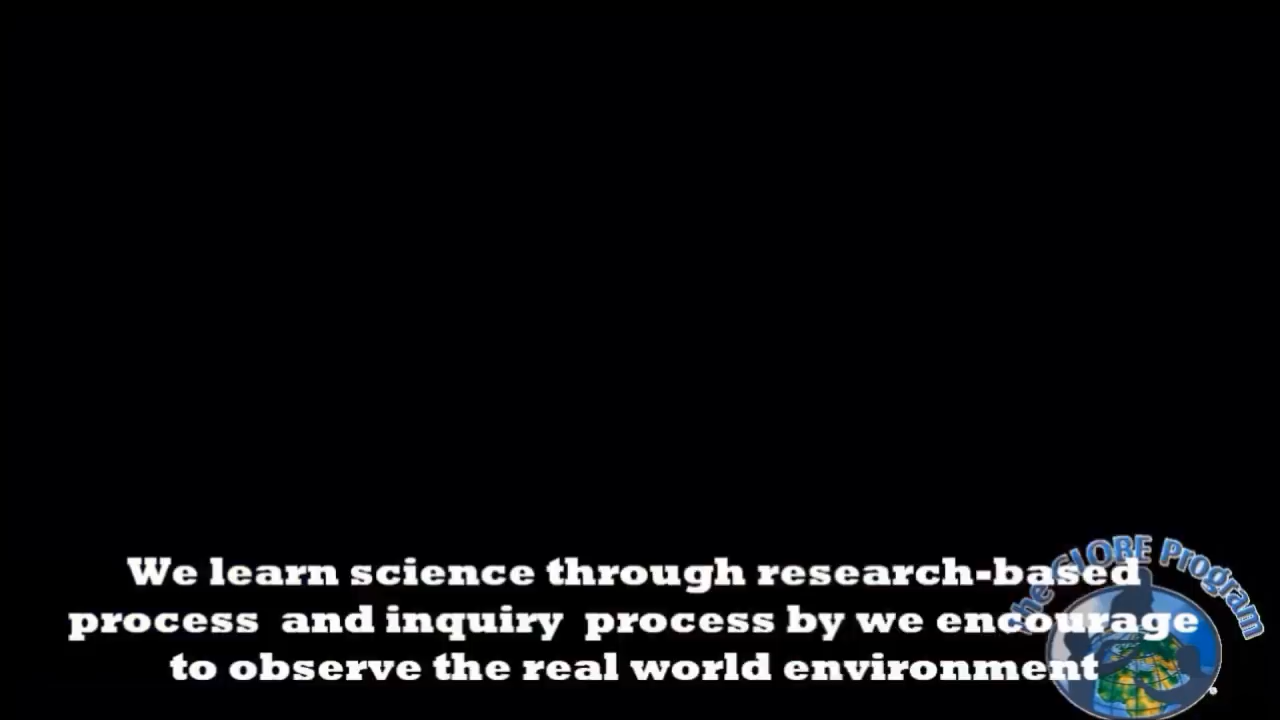 The GLOBE Program
We learn science through research-based
process and inquiry process by we encourage
to observe the real world environment